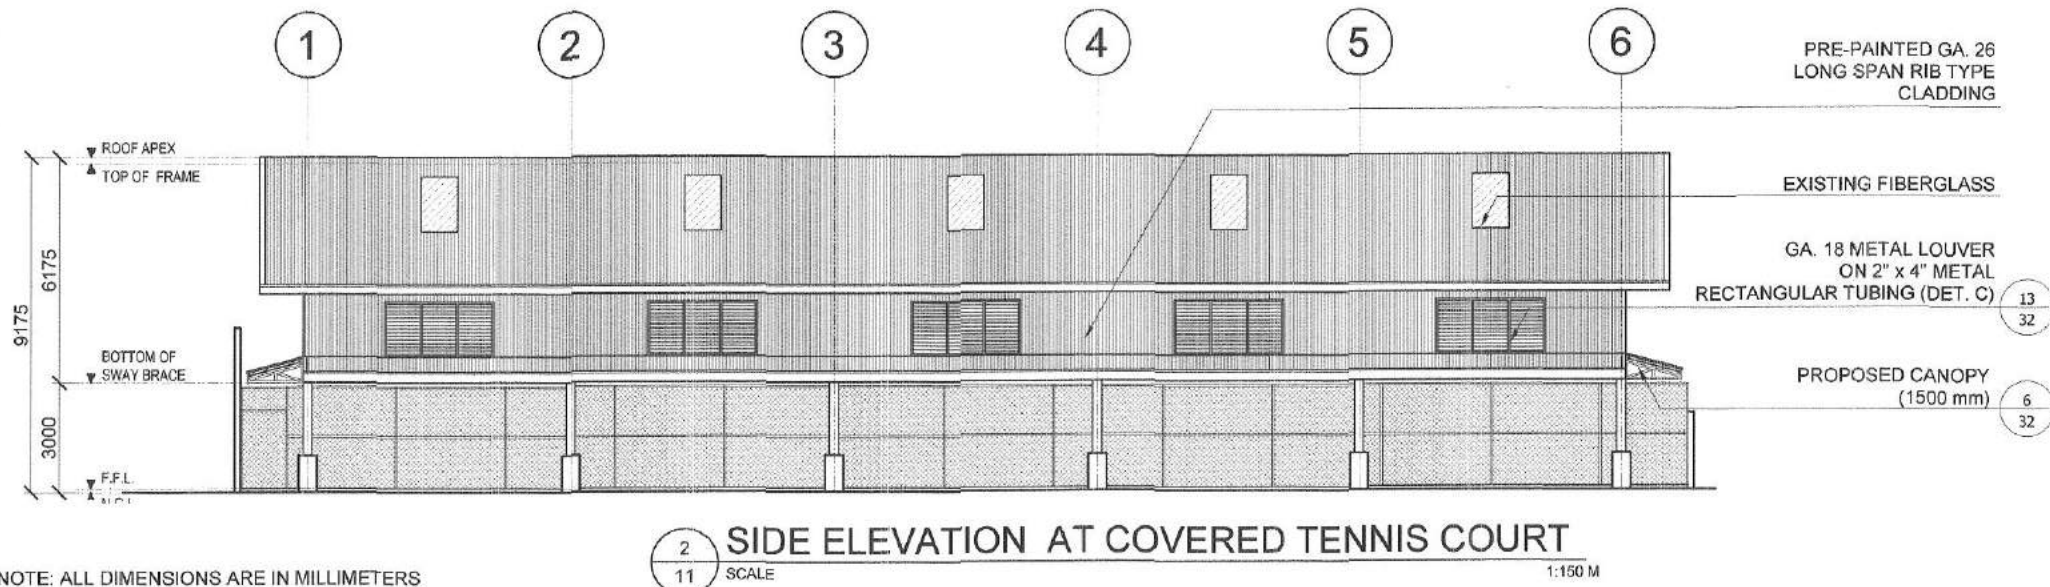 1 2 3 4 5 6
PRE-PAINTED GA. 26
LONG SPAN RIB TYPE
CLADDING
ROOF APEX
TOP OF FRAME
EXISTING FIBERGLASS
6175
9175
GA. 18 METAL LOUVER
ON 2" x 4" METAL
RECTANGULAR TUBING (DET. C)
13
32
BOTTOM OF
SWAY BRACE
PROPOSED CANOPY
(1500 mm)
6
32
3000
F.F.L.
2
11
SIDE ELEVATION AT COVERED TENNIS COURT
SCALE
1:150 M
NOTE: ALL DIMENSIONS ARE IN MILLIMETERS